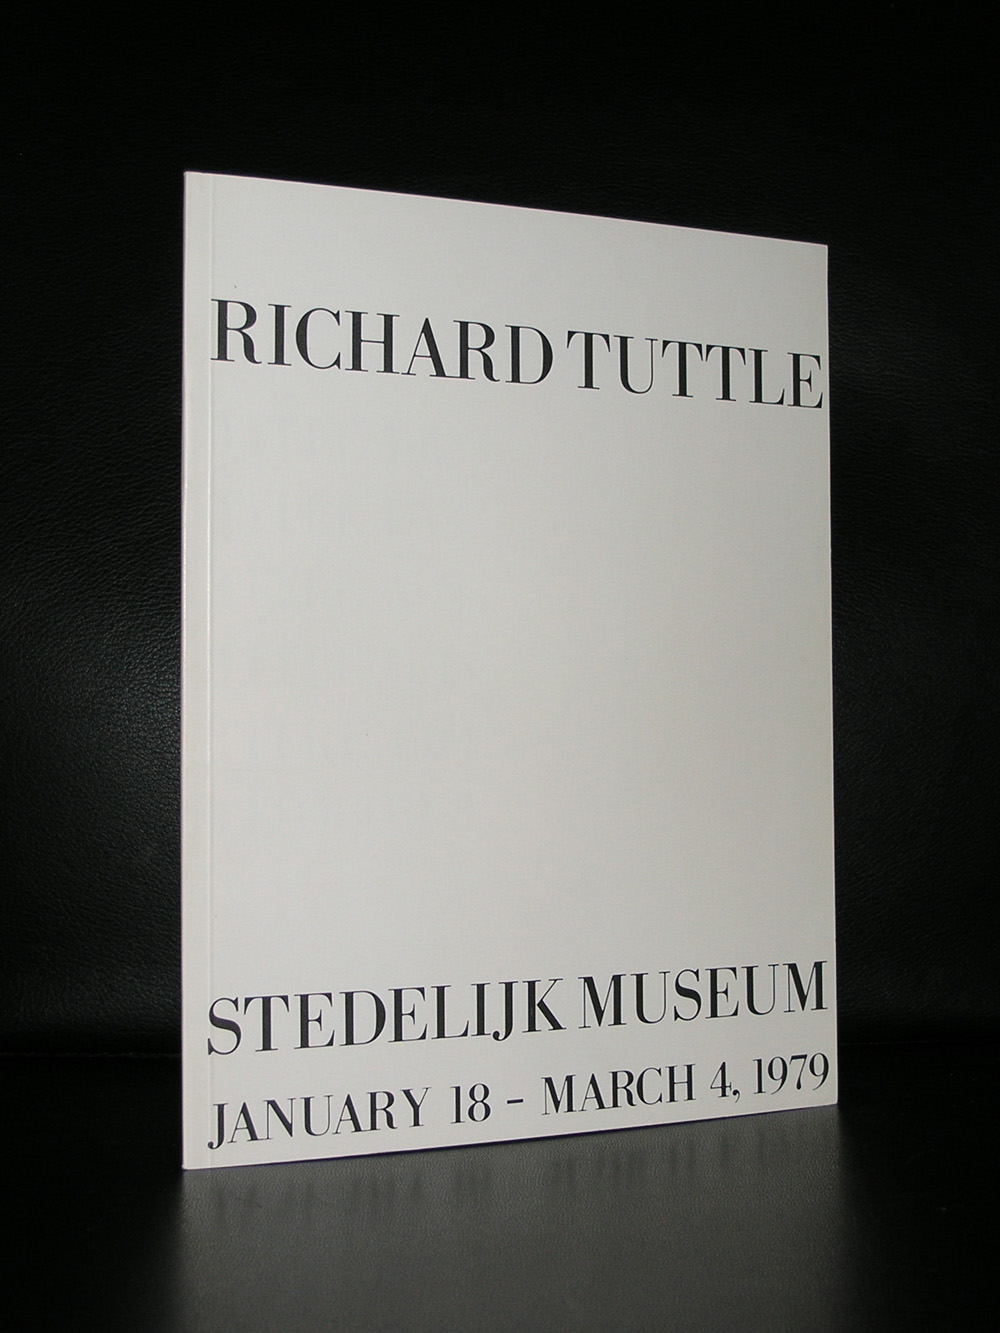 RICHARD TUTTLE
STEDELIJK MUSEUM
JANUARY 18 - MARCH 4, 1979